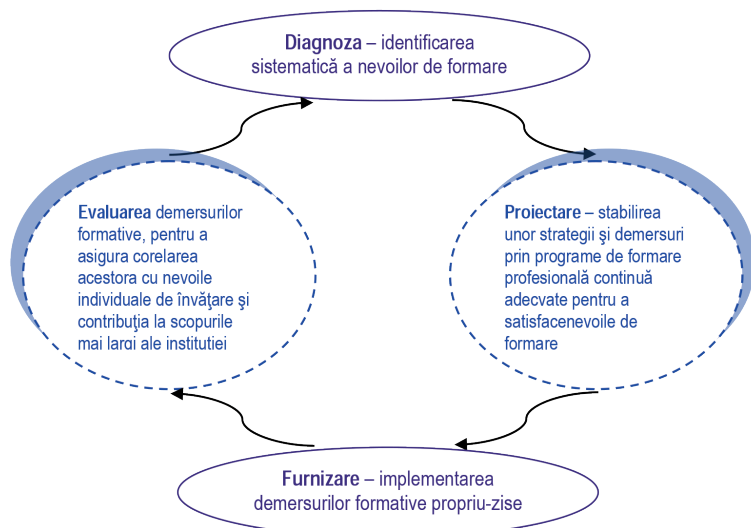 Diagnoza – identificarea
sistematică a nevoilor de formare
Evaluarea demersurilor
formative, pentru a
asigura corelarea
acestora cu nevoile
individuale de învăţare şi
contribuţia la scopurile
mai largi ale instituţiei
Proiectare – stabilirea
unor strategii şi demersuri
prin programe de formare
profesională continuă
adecvate pentru a
satisfacenevoile de
formare
Furnizare – implementarea
demersurilor formative propriu-zise